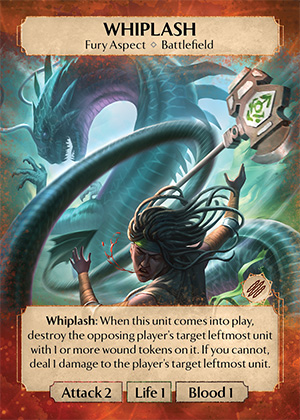 WHIPLASH
Fury Aspect ◇ Battlefield
Whiplash: When this unit comes into play,
destroy the opposing player's target leftmost unit
with 1 or more wound tokens on it. If you cannot,
deal 1 damage to the player's target leftmost unit.
Attack 2 Life 1 Blood 1